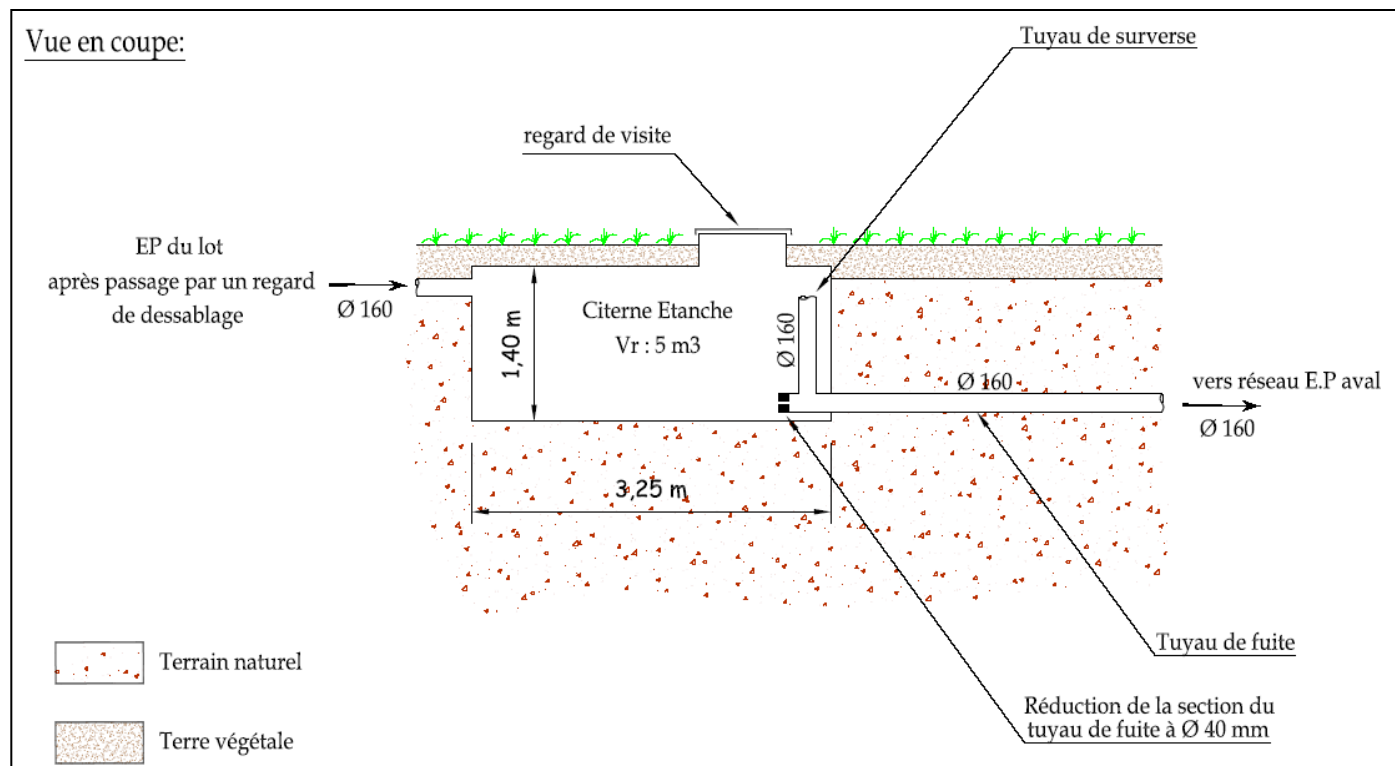 Vue en coupe:
Tuyau de surverse
regard de visite
EP du lot
après passage par un regard
de dessablage
Ø 160
1,40 m
Citerne Etanche
Vr : 5 m3
Ø 160
Ø 160
vers réseau E.P aval
Ø 160
3,25 m
Tuyau de fuite
Réduction de la section du
tuyau de fuite à Ø 40 mm
Terrain naturel
Terre végétale